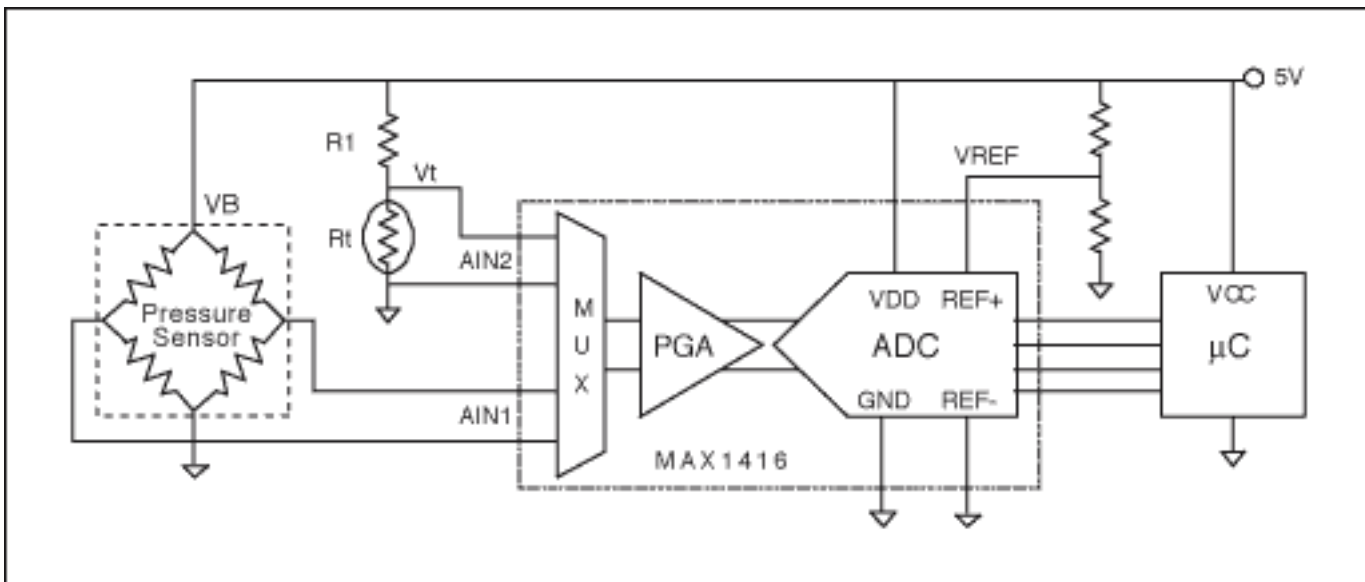 5V
R1
Vt
VREF
VB
Rt
AIN2
Pressure
Sensor
MUX
PGA
VDD REF+
ADC
GND REF-
VCC
μC
AIN1
MAX1416